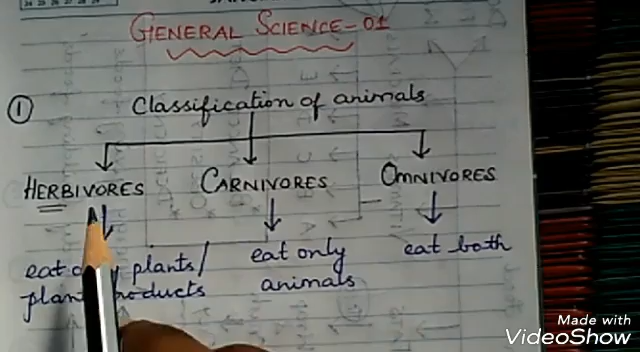 GENERAL SCIENCE-01
① Classification of animals
HERBIVORES CARNIVORES OMNIVORES
eat plants/ eat only eat both
products animals
Made with
VideoShow